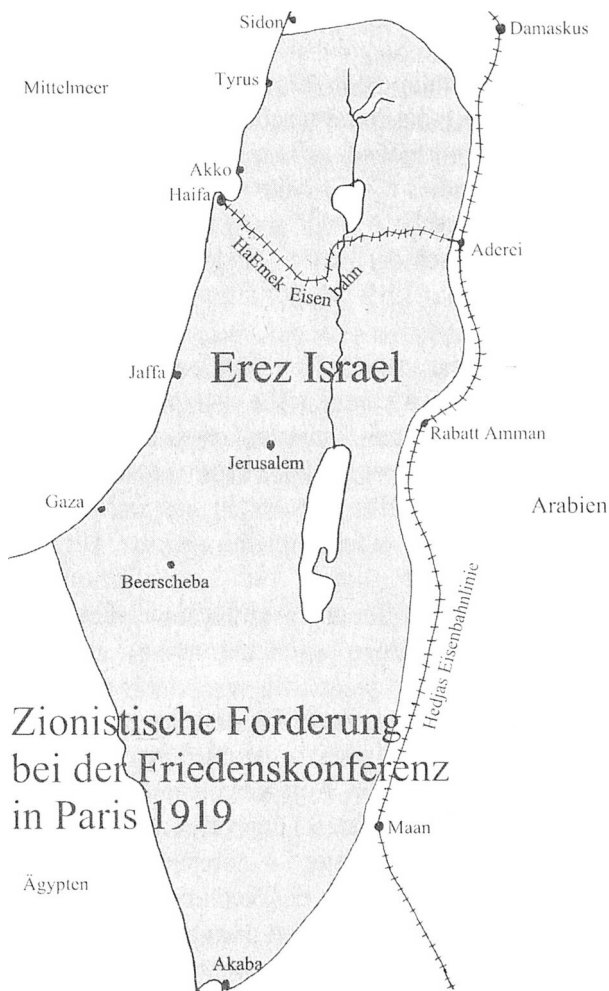 Sidon
Damaskus
Mittelmeer
Tyrus
Akko
Haifa
HaEmek Eisenbahn
Aderei
Erez Israel
Jaffa
Rabatt Amman
Jerusalem
Gaza
Arabien
Beerscheba
Hedjas Eisenbahnlinie
Zionistische Forderung
bei der Friedenskonferenz
in Paris 1919
Maan
Ägypten
Akaba